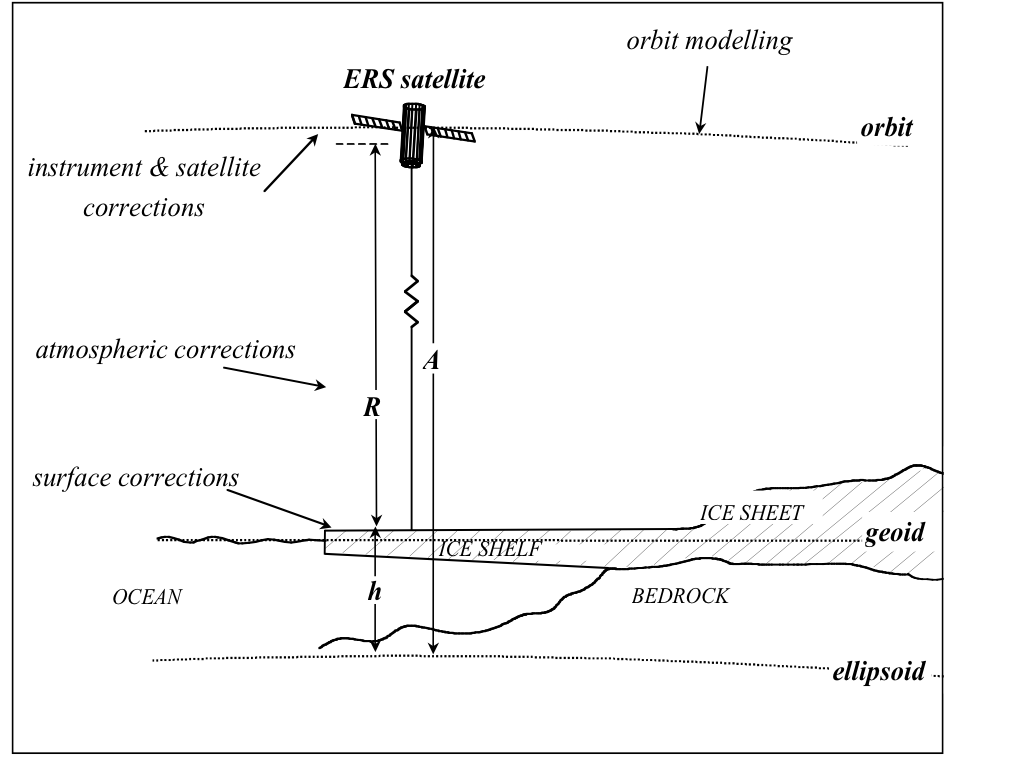 orbit modelling
ERS satellite
orbit
instrument & satellite
corrections
atmospheric corrections
A
R
surface corrections
ICE SHEET
geoid
ICE SHELF
h
OCEAN
BEDROCK
ellipsoid